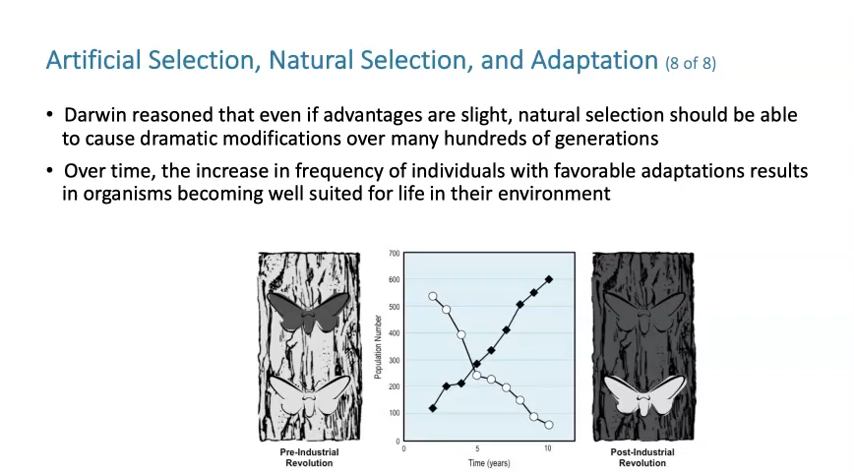 Artificial Selection, Natural Selection, and Adaptation (8 of 8)
• Darwin reasoned that even if advantages are slight, natural selection should be able
to cause dramatic modifications over many hundreds of generations
• Over time, the increase in frequency of individuals with favorable adaptations results
in organisms becoming well suited for life in their environment
Pre-Industrial
Revolution
Population Number
700
600
500
400
300
200
100
0
0 5 10
Time (years)
Post-Industrial
Revolution